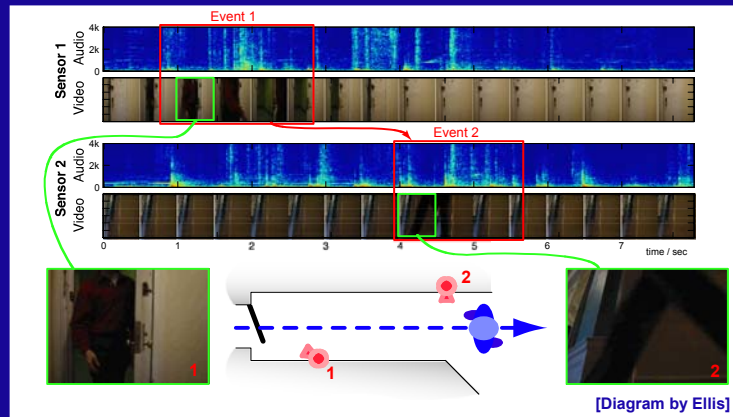 Event 1
Sensor 1
Audio
4k
2k
0
Video
Event 2
Sensor 2
Audio
4k
2k
0
Video
0 1 2 3 4 5 6 7
time / sec
1
2
1
2
[Diagram by Ellis]